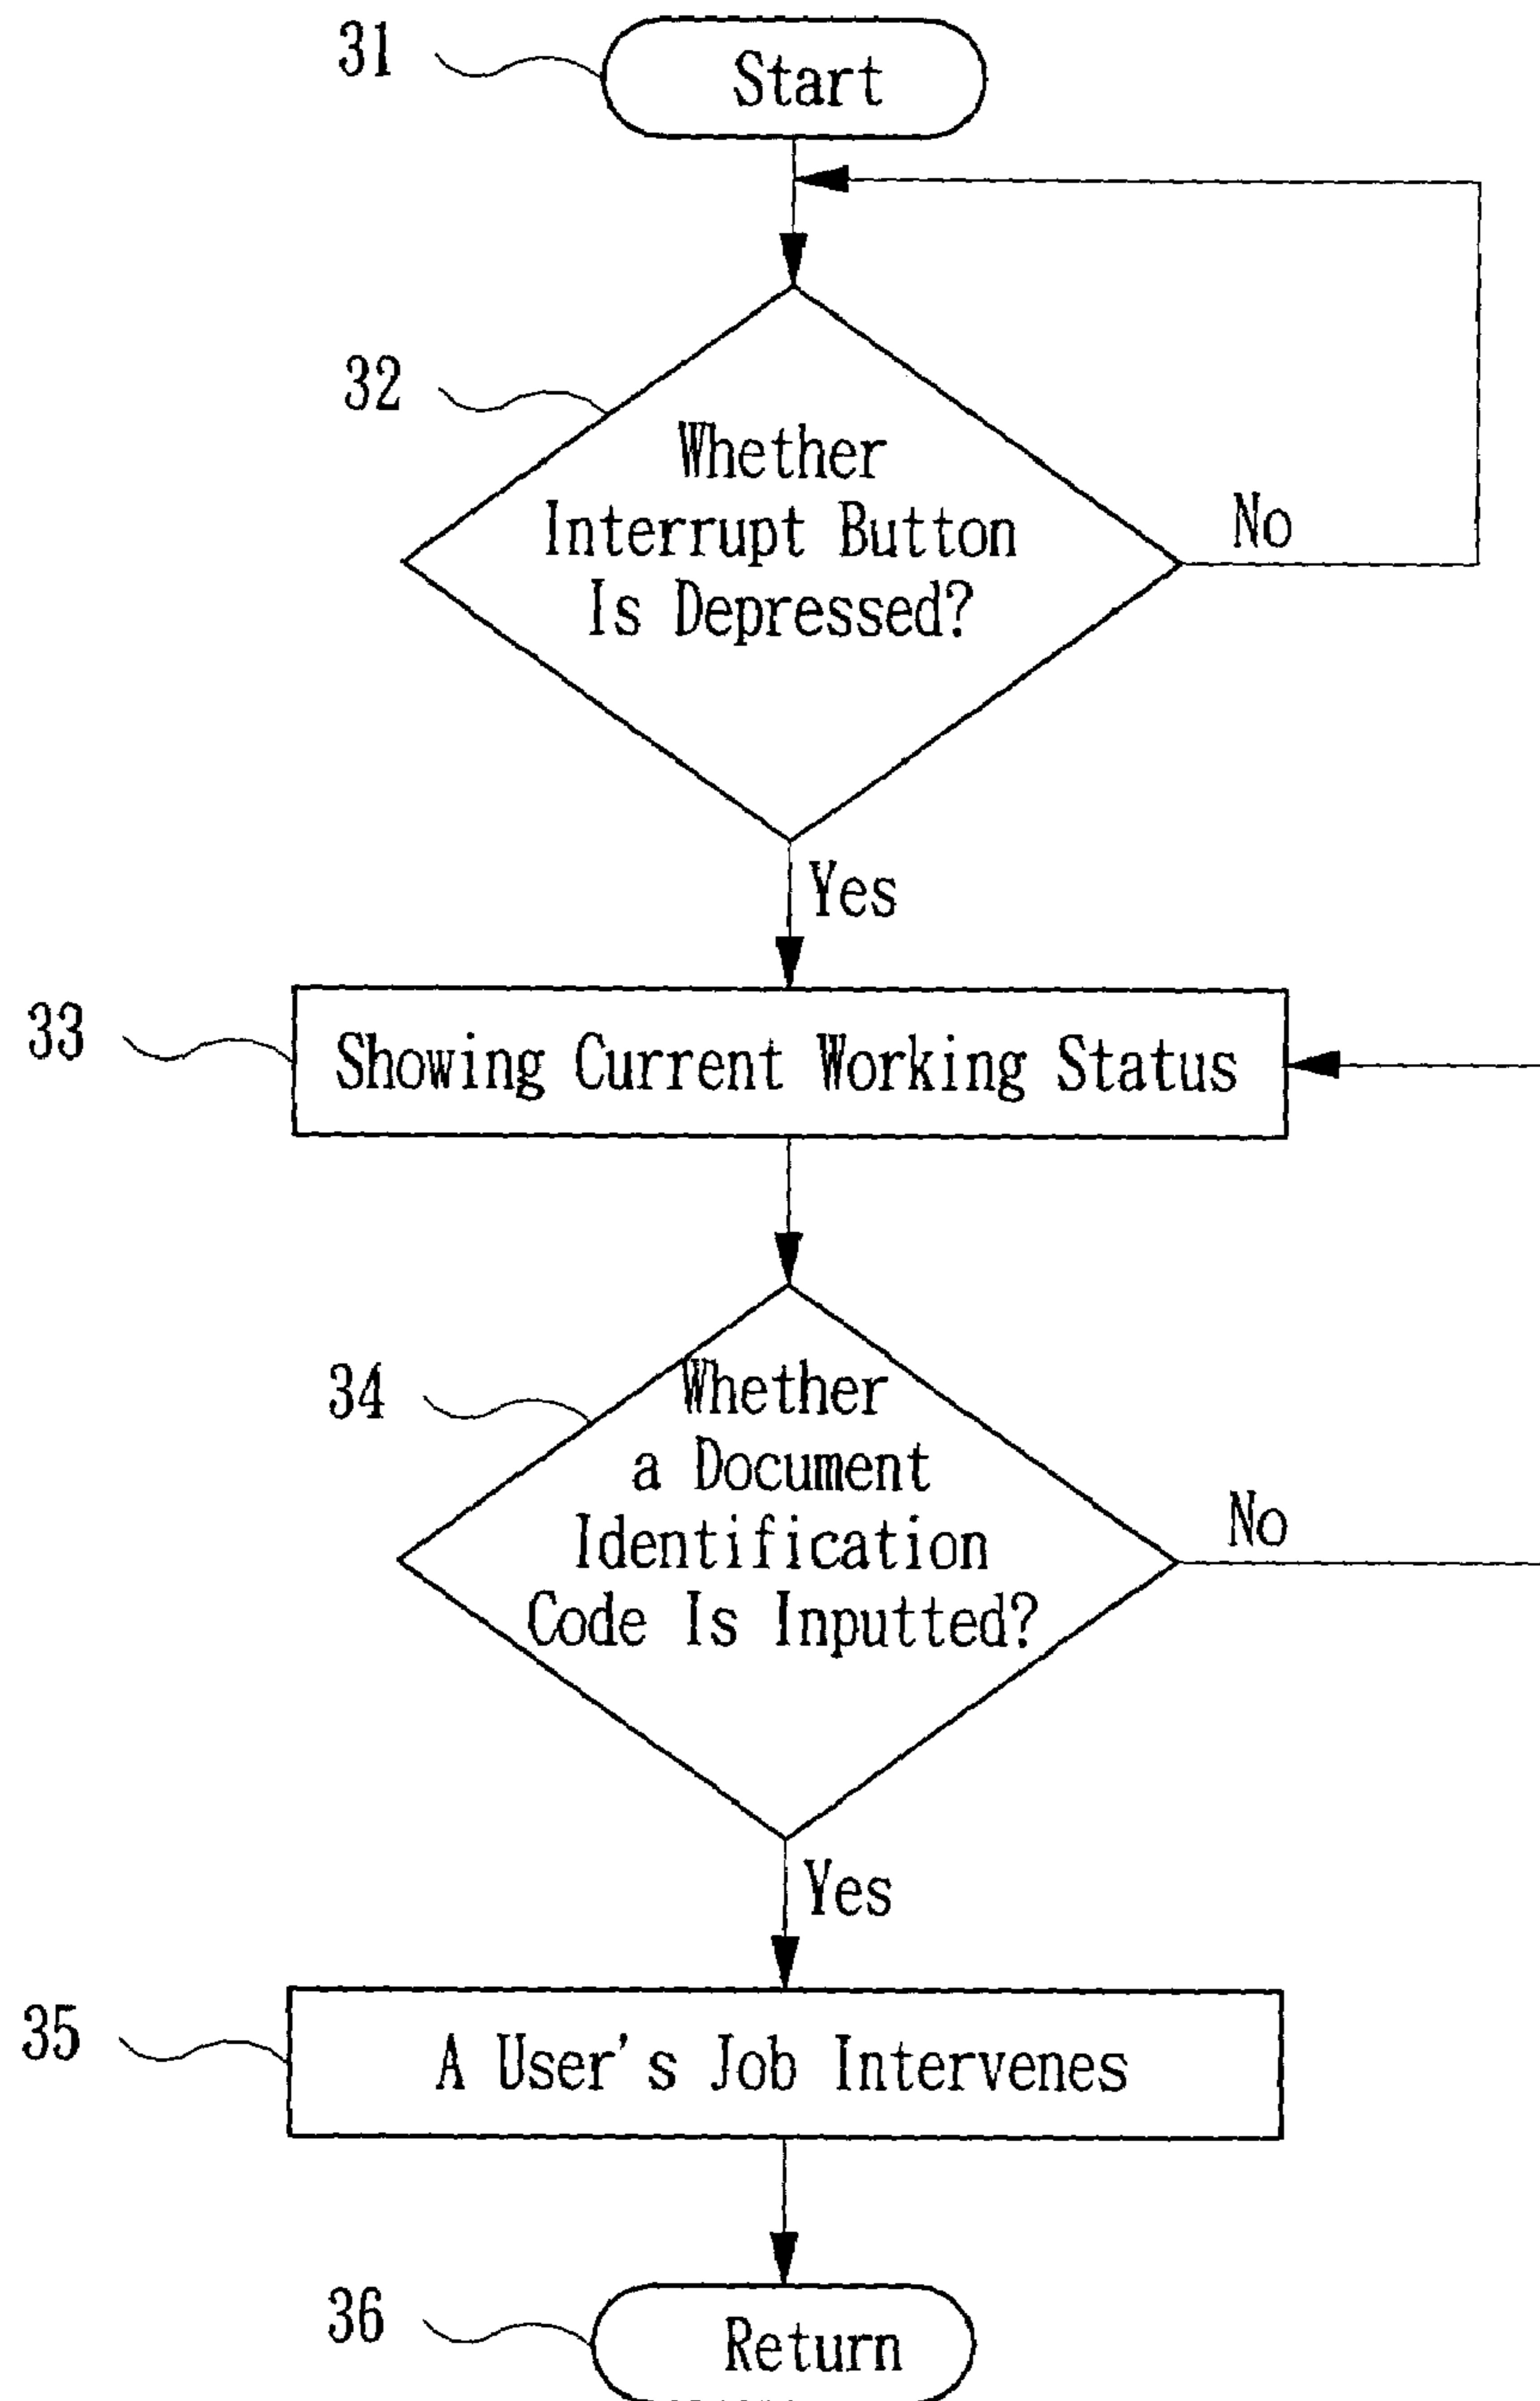 31
Start
32
Whether
Interrupt Button
Is Depressed?
No
Yes
33
Showing Current Working Status
34
Whether
a Document
Identification
Code Is Inputted?
No
Yes
35
A User's Job Intervenes
36
Return